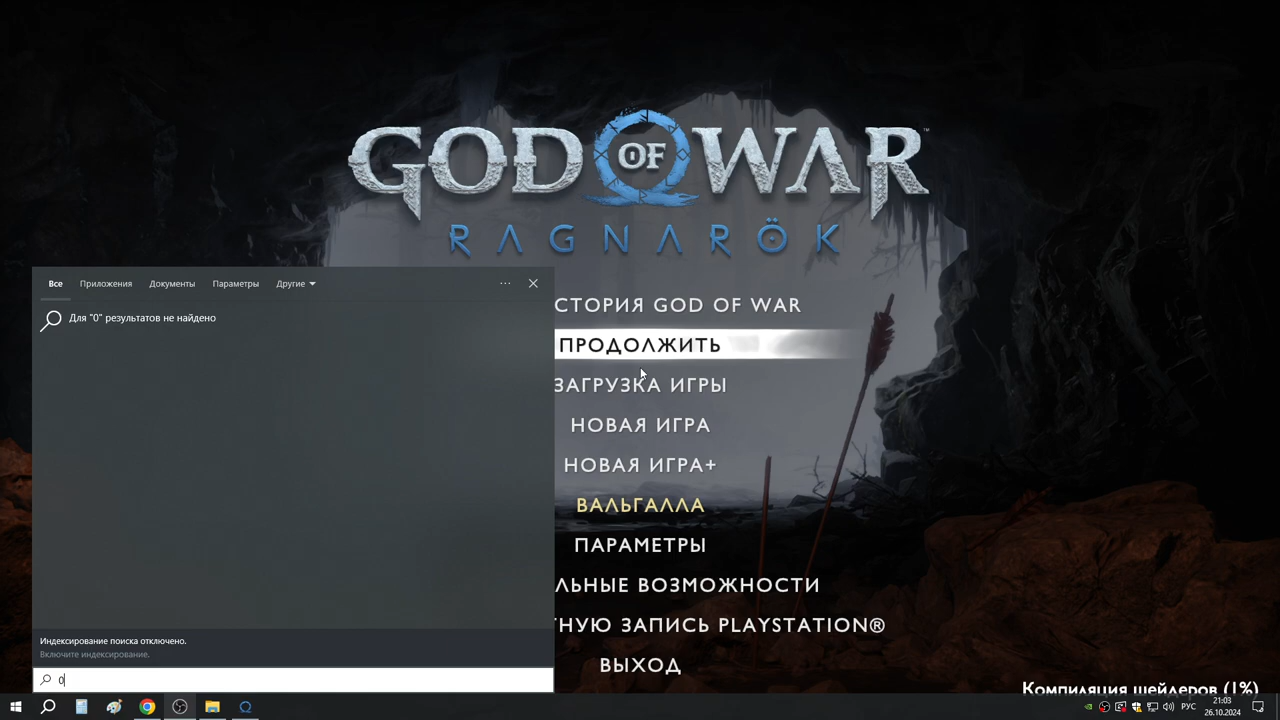 GOD OF WAR
RAGNARÖK
Все Приложения Документы Параметры Другие
Для "0" результатов не найдено
СТОРИЯ GOD OF WAR
ПРОДОЛЖИТЬ
ЗАГРУЗКА ИГРЫ
НОВАЯ ИГРА
НОВАЯ ИГРА+
ВАЛЬГАЛЛА
ПАРАМЕТРЫ
ЛЬНЫЕ ВОЗМОЖНОСТИ
ТНУЮ ЗАПИСЬ PLAYSTATION®
ВЫХОД
Индексирование поиска отключено.
Включите индексирование.
0
Компиляция шейдеров (1%)
РУС
21:03
26.10.2024